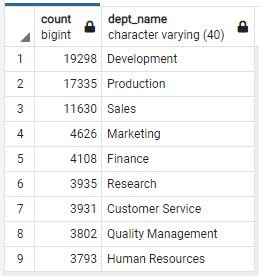 count dept_name
bigint character varying (40)
1 19298 Development
2 17335 Production
3 11630 Sales
4 4626 Marketing
5 4108 Finance
6 3935 Research
7 3931 Customer Service
8 3802 Quality Management
9 3793 Human Resources